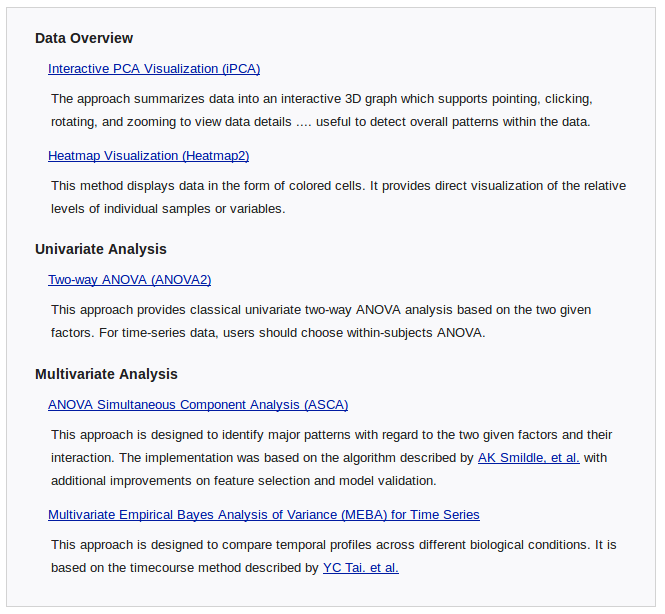 Data Overview
Interactive PCA Visualization (iPCA)
The approach summarizes data into an interactive 3D graph which supports pointing, clicking,
rotating, and zooming to view data details .... useful to detect overall patterns within the data.
Heatmap Visualization (Heatmap2)
This method displays data in the form of colored cells. It provides direct visualization of the relative
levels of individual samples or variables.
Univariate Analysis
Two-way ANOVA (ANOVA2)
This approach provides classical univariate two-way ANOVA analysis based on the two given
factors. For time-series data, users should choose within-subjects ANOVA.
Multivariate Analysis
ANOVA Simultaneous Component Analysis (ASCA)
This approach is designed to identify major patterns with regard to the two given factors and their
interaction. The implementation was based on the algorithm described by AK Smildle, et al. with
additional improvements on feature selection and model validation.
Multivariate Empirical Bayes Analysis of Variance (MEBA) for Time Series
This approach is designed to compare temporal profiles across different biological conditions. It is
based on the timecourse method described by YC Tai. et al.